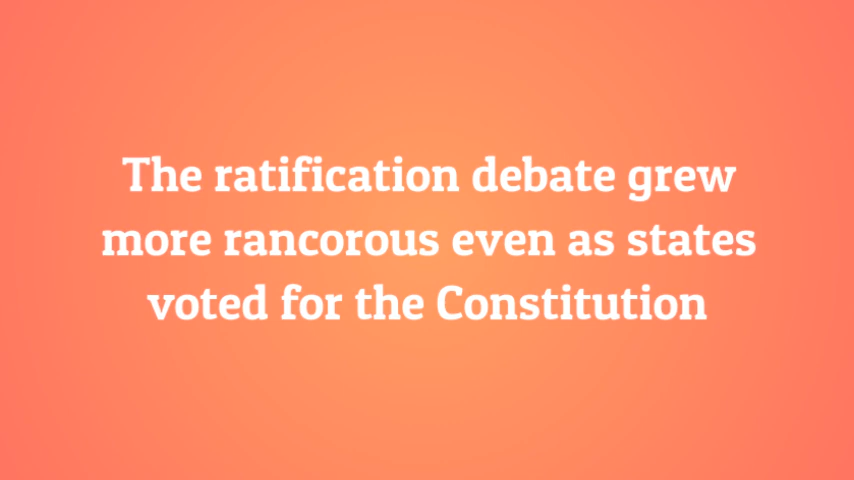 The ratification debate grew
more rancorous even as states
voted for the Constitution